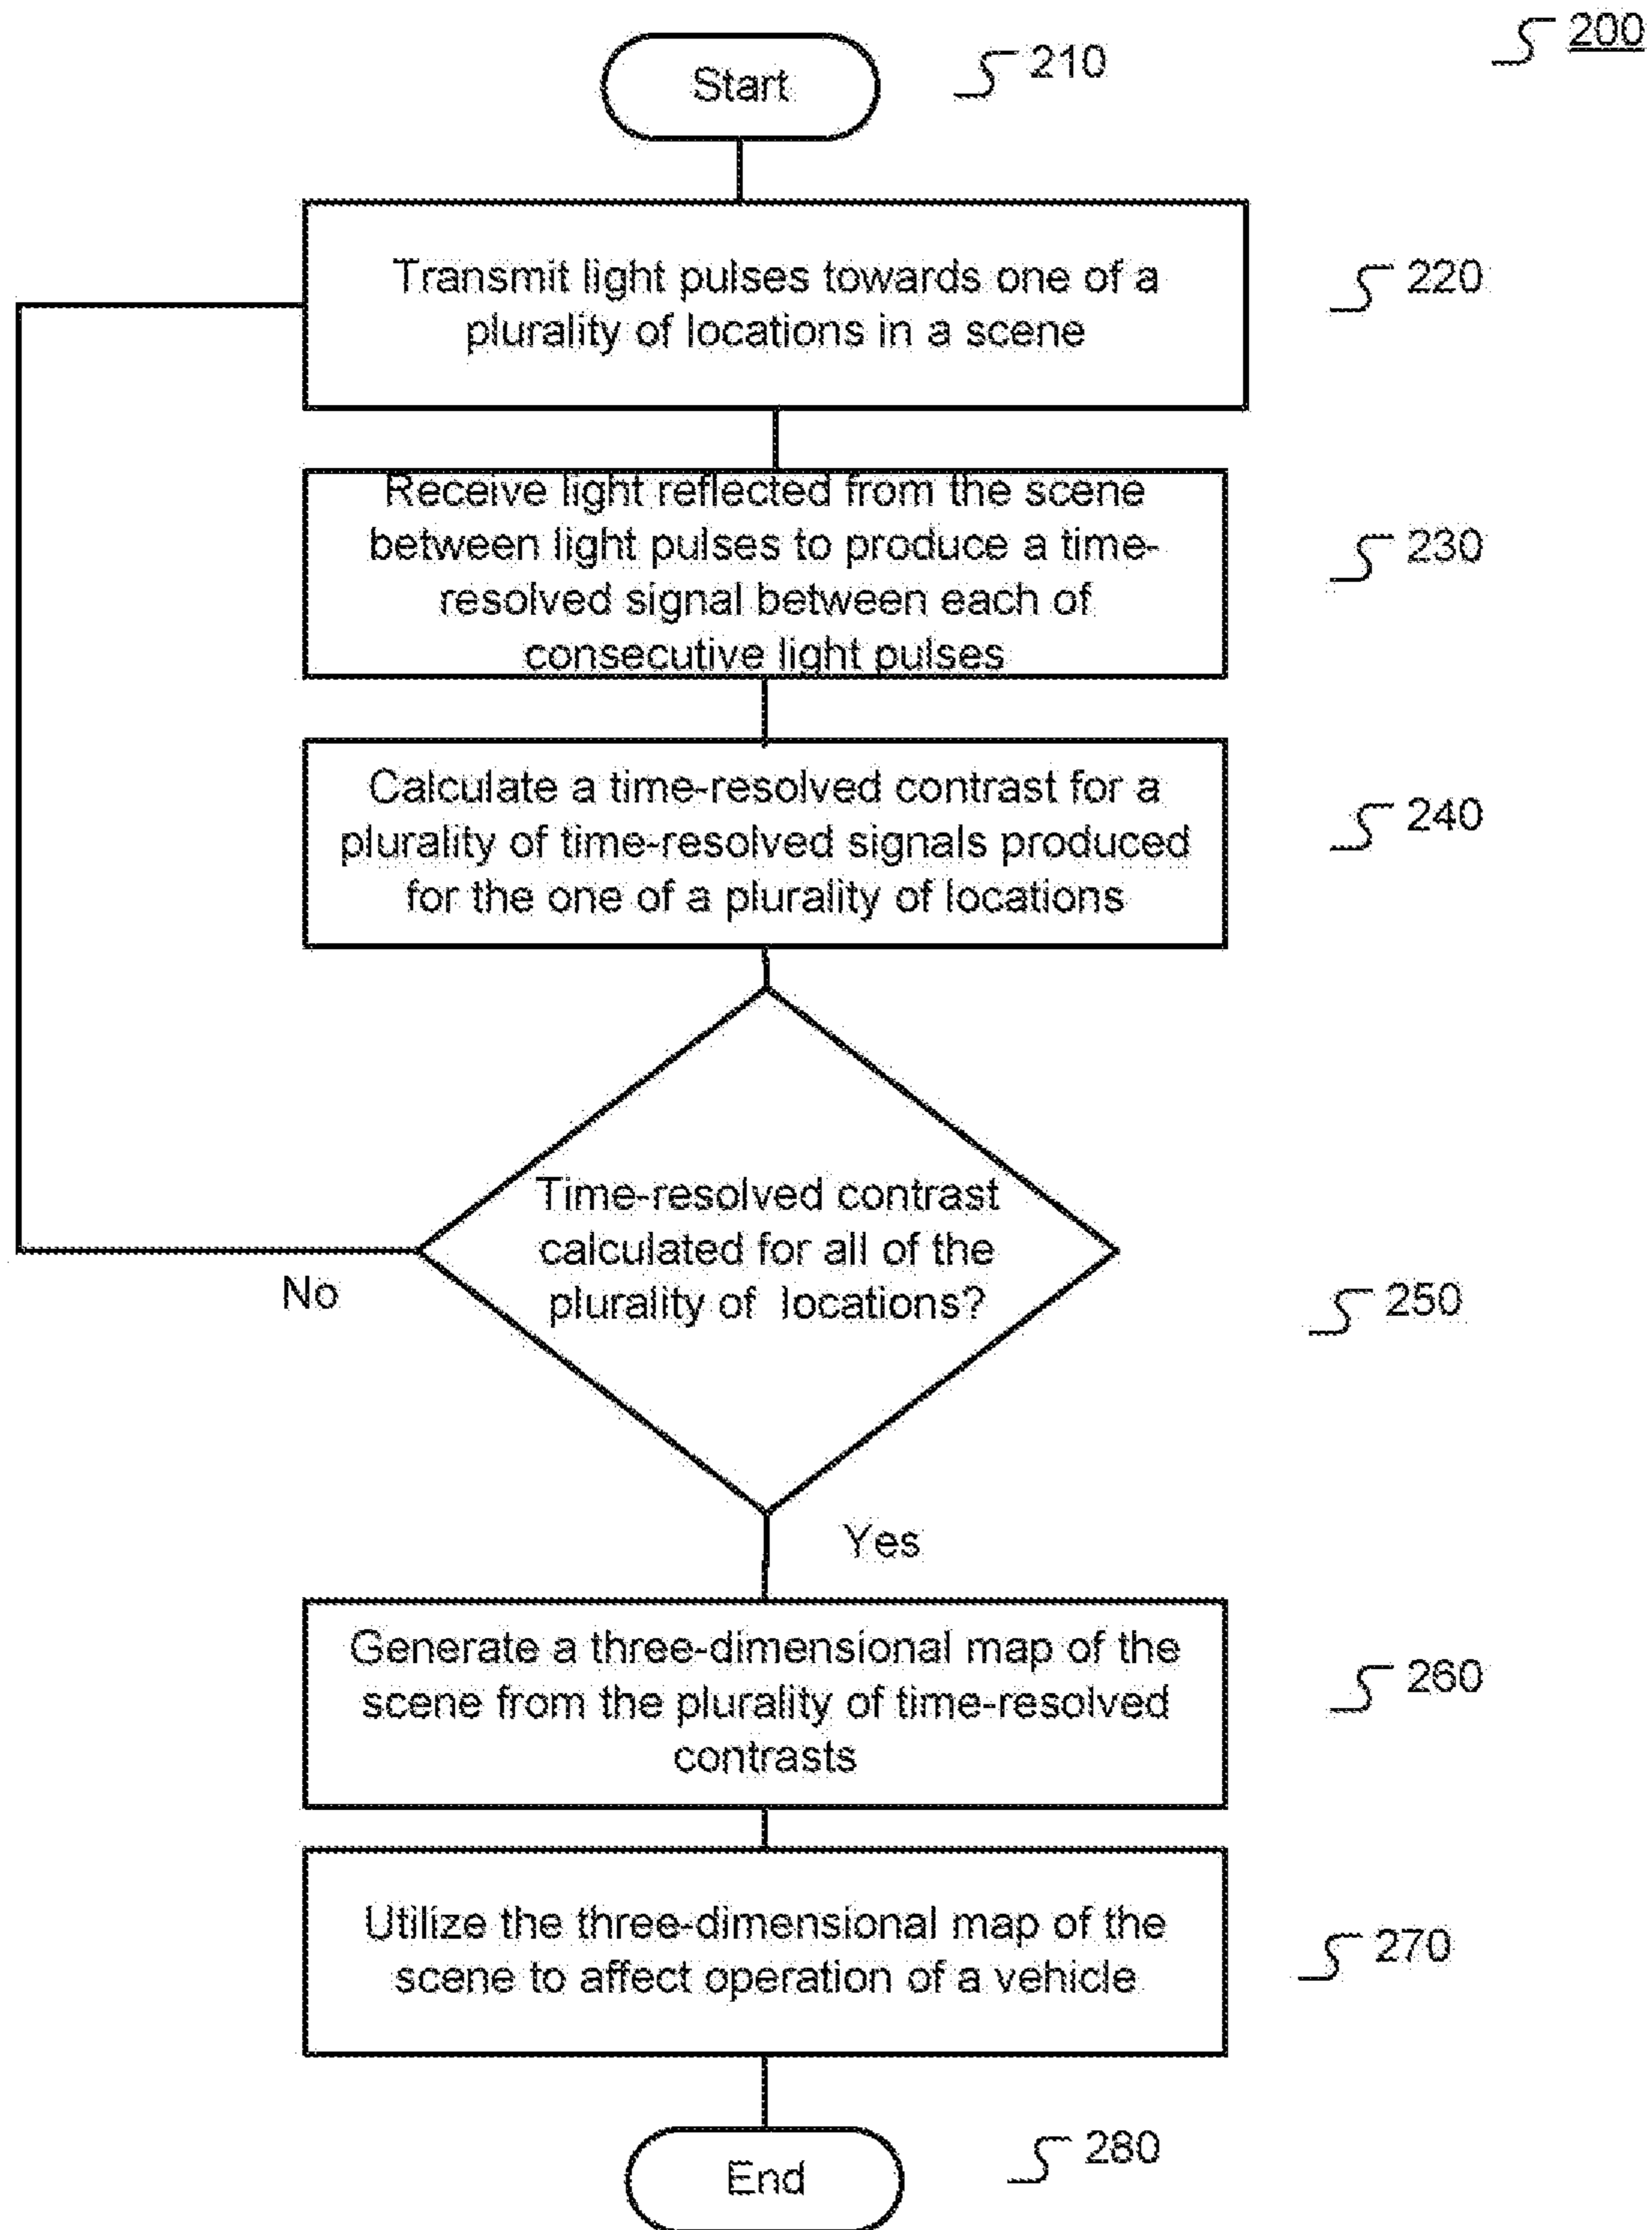 200
Start
210
Transmit light pulses towards one of a
plurality of locations in a scene
220
Receive light reflected from the scene
between light pulses to produce a time-
resolved signal between each of
consecutive light pulses
230
Calculate a time-resolved contrast for a
plurality of time-resolved signals produced
for the one of a plurality of locations
240
Time-resolved contrast
calculated for all of the
plurality of locations?
No
250
Yes
Generate a three-dimensional map of the
scene from the plurality of time-resolved
contrasts
260
Utilize the three-dimensional map of the
scene to affect operation of a vehicle
270
End
280